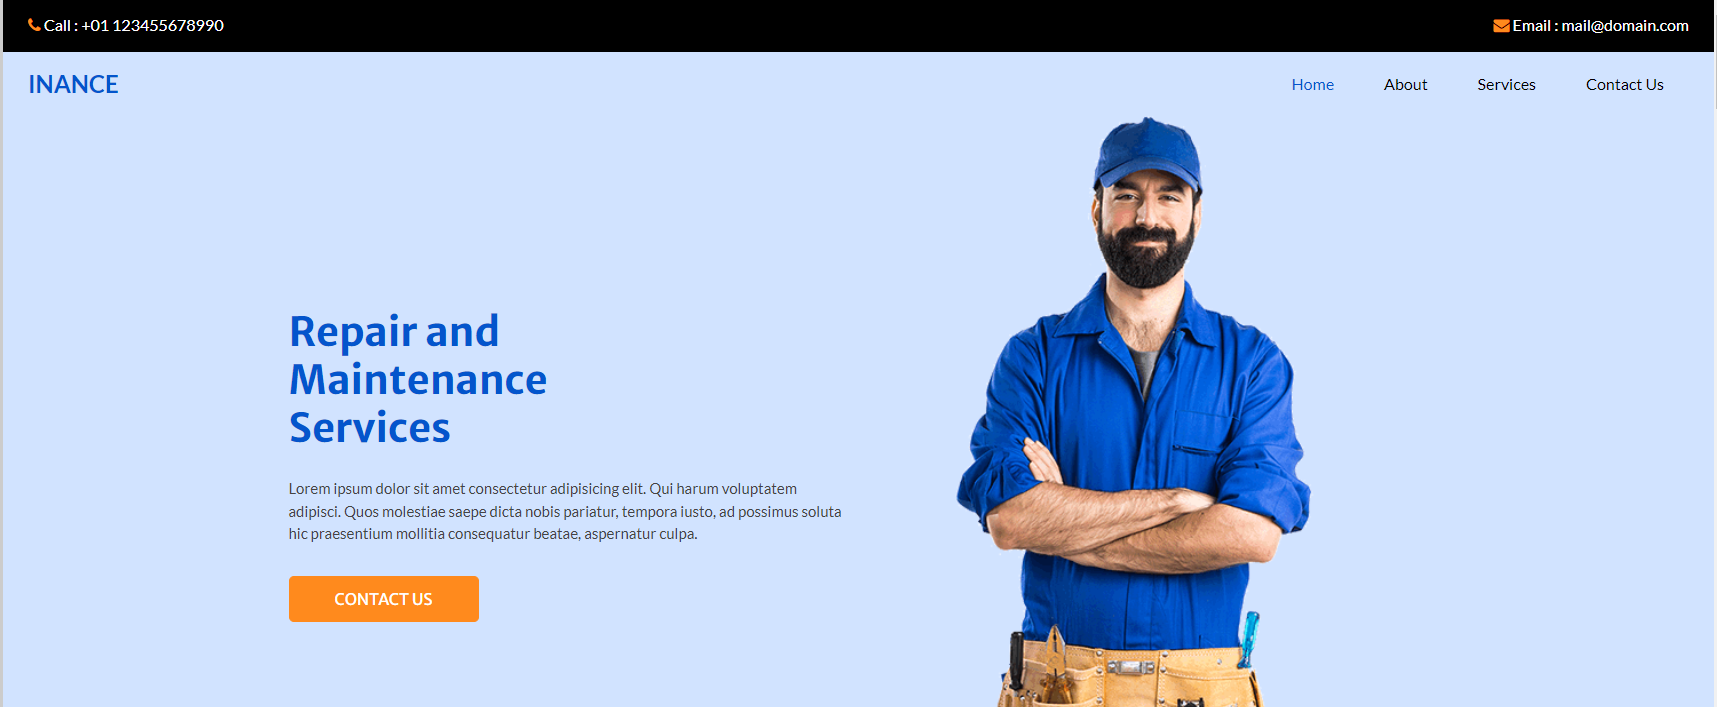 Call : +01 123455678990
Email : mail@domain.com
INANCE
Home
About
Services
Contact Us
Repair and
Maintenance
Services
Lorem ipsum dolor sit amet consectetur adipisicing elit. Qui harum voluptatem
adipisci. Quos molestiae saepe dicta nobis pariatur, tempora iusto, ad possimus soluta
hic praesentium mollitia consequatur beatae, aspernatur culpa.
CONTACT US